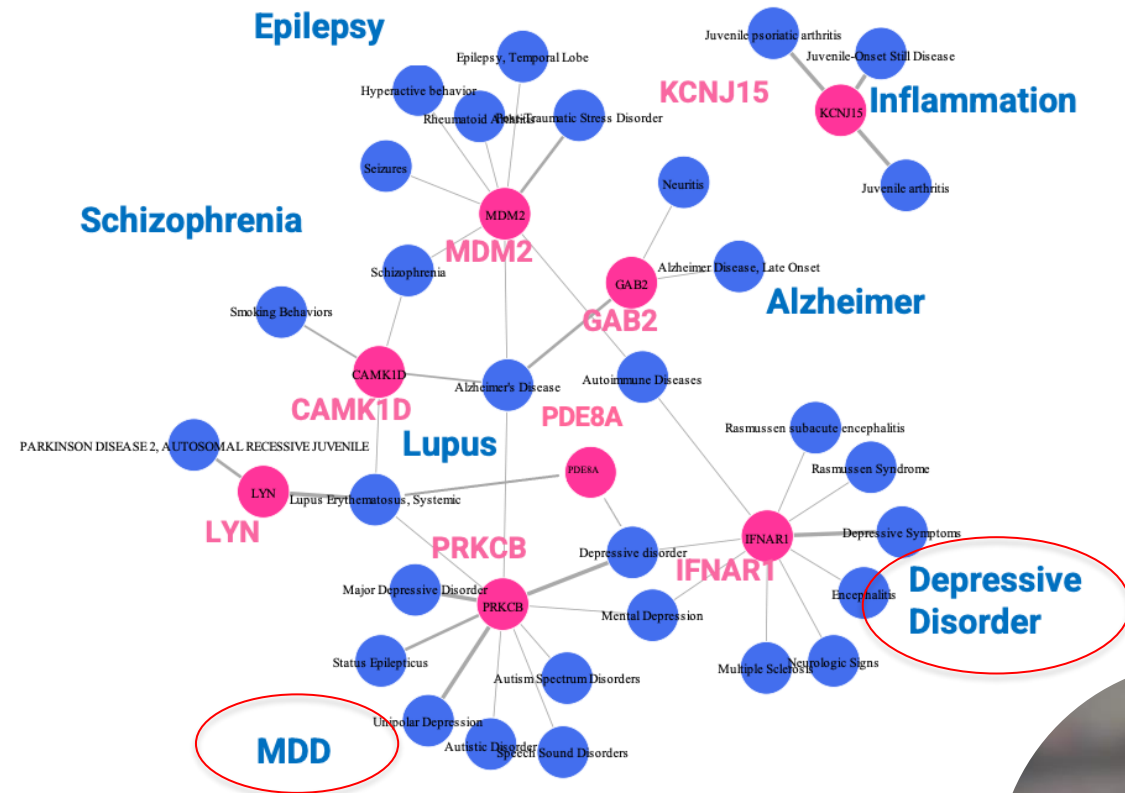 Epilepsy
Juvenile psoriatic arthritis
Epilepsy, Temporal Lobe
Juvenile-Onset Still Disease
Hyperactive behavior
KCNJ15
Inflammation
KCNJ15
Rheumatoid Arthritis
Post-Traumatic Stress Disorder
Seizures
Neuritis
Juvenile arthritis
Schizophrenia
MDM2
MDM2
Schizophrenia
Alzheimer Disease, Late Onset
GAB2
Alzheimer
Smoking Behaviors
GAB2
CAMK1D
Alzheimer's Disease
Autoimmune Diseases
CAMK1D
PDE8A
Rasmussen subacute encephalitis
PARKINSON DISEASE 2, AUTOSOMAL RECESSIVE JUVENILE
Lupus
PDE8A
Rasmussen Syndrome
LYN
Lupus Erythematosus, Systemic
LYN
PRKCB
Depressive disorder
IFNAR1
Depressive Symptoms
IFNAR1
Major Depressive Disorder
PRKCB
Mental Depression
Encephalitis
Depressive
Disorder
Status Epilepticus
Autism Spectrum Disorders
Multiple Sclerosis
Neurologic Signs
Unipolar Depression
MDD
Autistic Disorder
Speech Sound Disorders